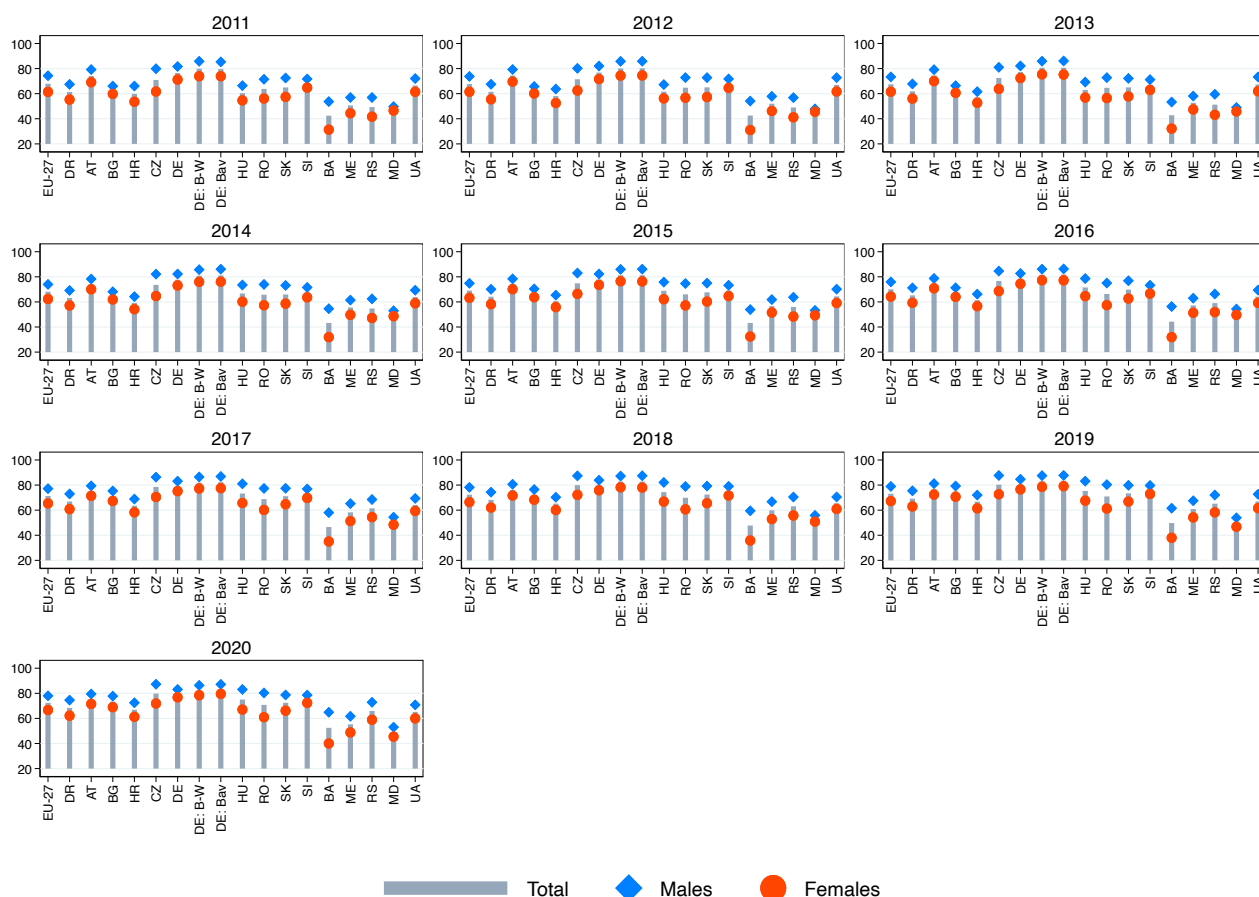 2011
100
80
60
40
20
EU-27
DR
AT
BG
HR
CZ
DE
DE: B-W
DE: Bav
HU
RO
SK
SI
BA
ME
RS
MD
UA
2012
100
80
60
40
20
EU-27
DR
AT
BG
HR
CZ
DE
DE: B-W
DE: Bav
HU
RO
SK
SI
BA
ME
RS
MD
UA
2013
100
80
60
40
20
EU-27
DR
AT
BG
HR
CZ
DE
DE: B-W
DE: Bav
HU
RO
SK
SI
BA
ME
RS
MD
UA
2014
100
80
60
40
20
EU-27
DR
AT
BG
HR
CZ
DE
DE: B-W
DE: Bav
HU
RO
SK
SI
BA
ME
RS
MD
UA
2015
100
80
60
40
20
EU-27
DR
AT
BG
HR
CZ
DE
DE: B-W
DE: Bav
HU
RO
SK
SI
BA
ME
RS
MD
UA
2016
100
80
60
40
20
EU-27
DR
AT
BG
HR
CZ
DE
DE: B-W
DE: Bav
HU
RO
SK
SI
BA
ME
RS
MD
UA
2017
100
80
60
40
20
EU-27
DR
AT
BG
HR
CZ
DE
DE: B-W
DE: Bav
HU
RO
SK
SI
BA
ME
RS
MD
UA
2018
100
80
60
40
20
EU-27
DR
AT
BG
HR
CZ
DE
DE: B-W
DE: Bav
HU
RO
SK
SI
BA
ME
RS
MD
UA
2019
100
80
60
40
20
EU-27
DR
AT
BG
HR
CZ
DE
DE: B-W
DE: Bav
HU
RO
SK
SI
BA
ME
RS
MD
UA
2020
100
80
60
40
20
EU-27
DR
AT
BG
HR
CZ
DE
DE: B-W
DE: Bav
HU
RO
SK
SI
BA
ME
RS
MD
UA
Total Males Females